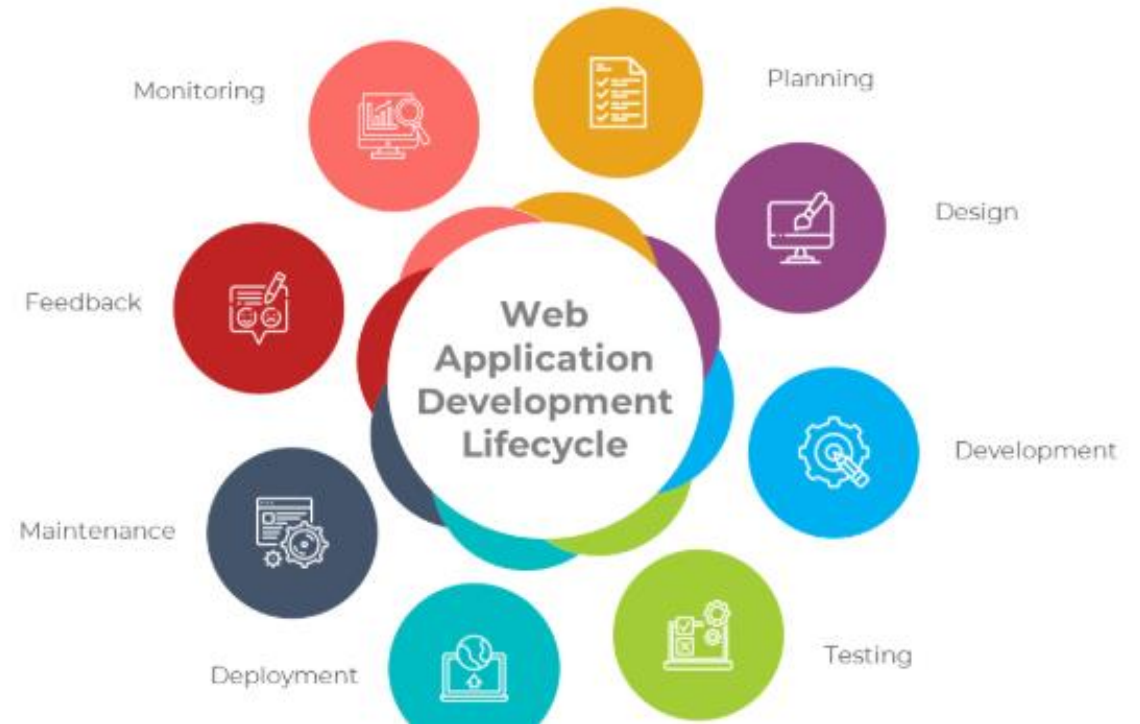 Monitoring
Planning
Design
Feedback
Web
Application
Development
Lifecycle
Development
Maintenance
Testing
Deployment